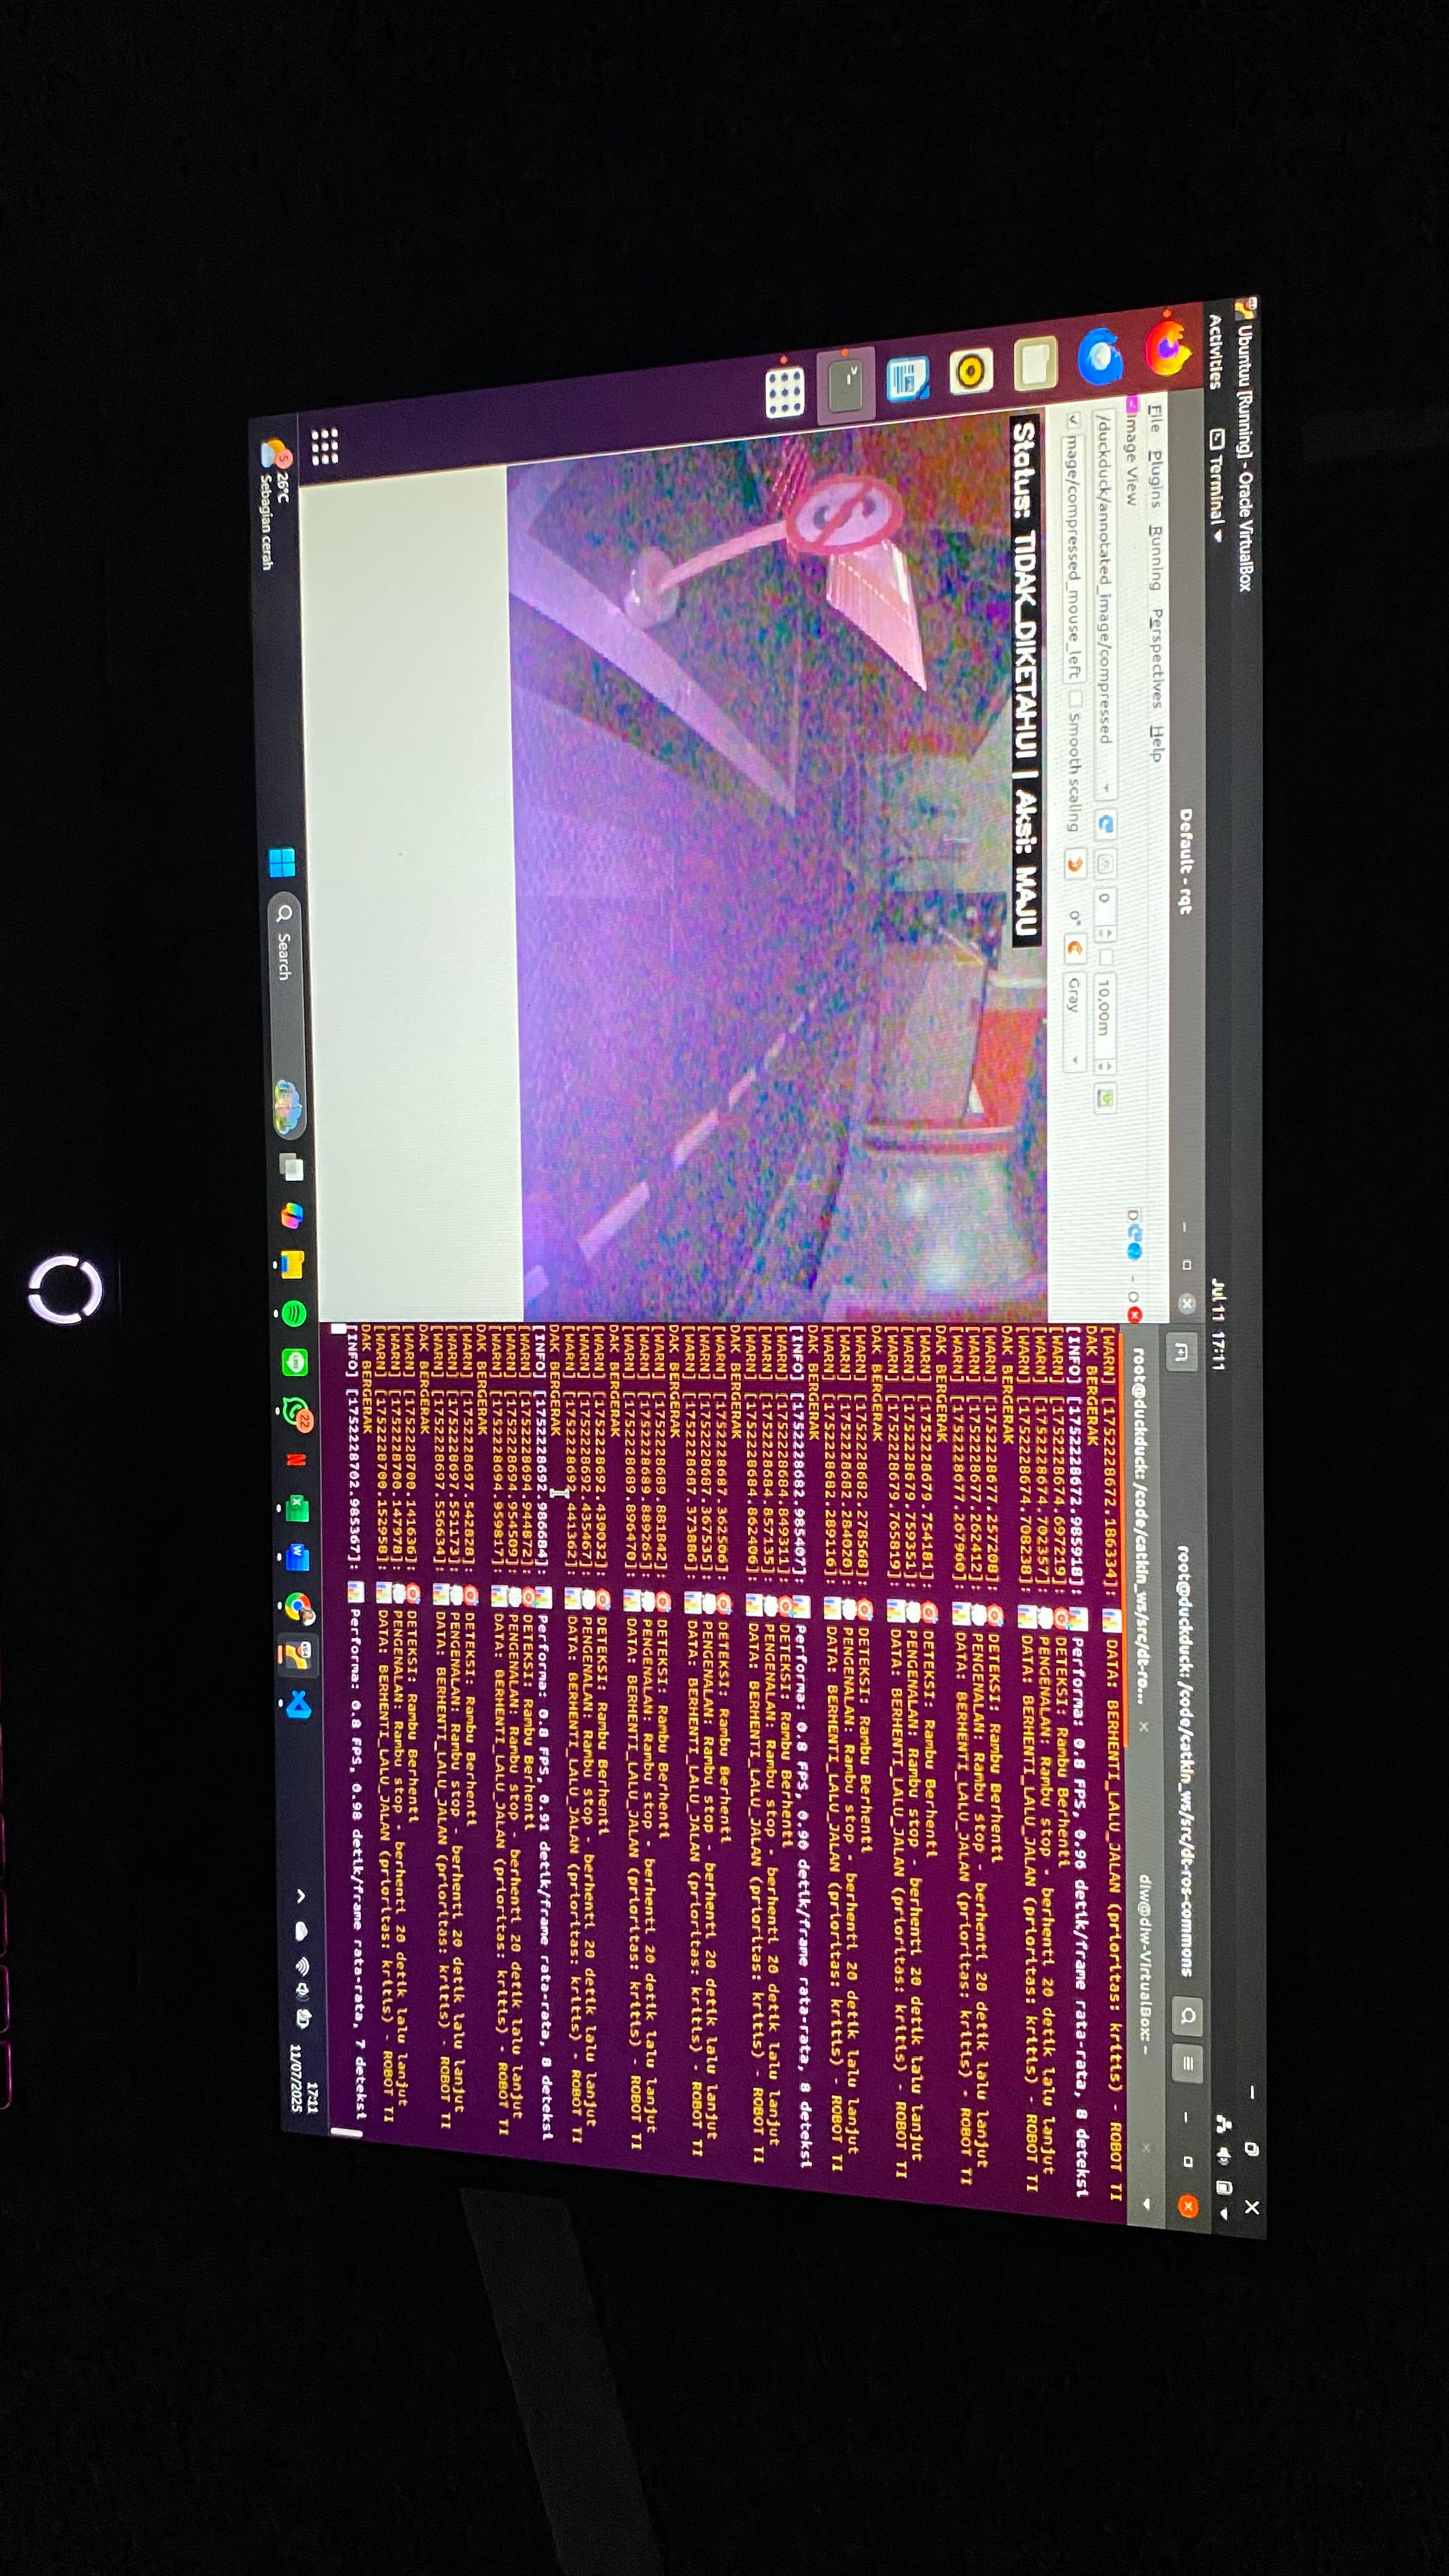 Ubuntuu [Running] - Oracle VirtualBox
Activities
Terminal
Jul 11 17:11
Default - rqt
File Plugins Running Perspectives Help
Image View
D
/duckduck/annotated_image/compressed
0
10,00m
mage/compressed_mouse_left
Smooth scaling
0°
Gray
Status: TIDAK_DIKETAHUI | Aksi: MAJU
root@duckduck: /code/catkin_ws/src/dt-ros-commons
root@duckduck: /code/catkin_ws/src/dt-ro...
diw@diw-VirtualBox: ~
[WARN] [1752228672.186334]: DATA: BERHENTI_LALU_JALAN (prioritas: kritis) - ROBOT TI
DAK BERGERAK
[INFO] [1752228672.985918]: Performa: 0.8 FPS, 0.96 detik/frame rata-rata, 8 deteksi
[WARN] [1752228674.697219]: DETEKSI: Rambu Berhenti
[WARN] [1752228674.702557]: PENGENALAN: Rambu stop - berhenti 20 detik lalu lanjut
[WARN] [1752228674.708538]: DATA: BERHENTI_LALU_JALAN (prioritas: kritis) - ROBOT TI
DAK BERGERAK
[WARN] [1752228677.257208]: DETEKSI: Rambu Berhenti
[WARN] [1752228677.262412]: PENGENALAN: Rambu stop - berhenti 20 detik lalu lanjut
[WARN] [1752228677.267960]: DATA: BERHENTI_LALU_JALAN (prioritas: kritis) - ROBOT TI
DAK BERGERAK
[WARN] [1752228679.754181]: DETEKSI: Rambu Berhenti
[WARN] [1752228679.759351]: PENGENALAN: Rambu stop - berhenti 20 detik lalu lanjut
[WARN] [1752228679.765819]: DATA: BERHENTI_LALU_JALAN (prioritas: kritis) - ROBOT TI
DAK BERGERAK
[WARN] [1752228682.278568]: DETEKSI: Rambu Berhenti
[WARN] [1752228682.284020]: PENGENALAN: Rambu stop - berhenti 20 detik lalu lanjut
[WARN] [1752228682.289116]: DATA: BERHENTI_LALU_JALAN (prioritas: kritis) - ROBOT TI
DAK BERGERAK
[INFO] [1752228682.985407]: Performa: 0.8 FPS, 0.90 detik/frame rata-rata, 8 deteksi
[WARN] [1752228684.849311]: DETEKSI: Rambu Berhenti
[WARN] [1752228684.857135]: PENGENALAN: Rambu stop - berhenti 20 detik lalu lanjut
[WARN] [1752228684.862406]: DATA: BERHENTI_LALU_JALAN (prioritas: kritis) - ROBOT TI
DAK BERGERAK
[WARN] [1752228687.362506]: DETEKSI: Rambu Berhenti
[WARN] [1752228687.367535]: PENGENALAN: Rambu stop - berhenti 20 detik lalu lanjut
[WARN] [1752228687.373886]: DATA: BERHENTI_LALU_JALAN (prioritas: kritis) - ROBOT TI
DAK BERGERAK
[WARN] [1752228689.881842]: DETEKSI: Rambu Berhenti
[WARN] [1752228689.889265]: PENGENALAN: Rambu stop - berhenti 20 detik lalu lanjut
[WARN] [1752228689.896470]: DATA: BERHENTI_LALU_JALAN (prioritas: kritis) - ROBOT TI
DAK BERGERAK
[WARN] [1752228692.430032]: DETEKSI: Rambu Berhenti
[WARN] [1752228692.435467]: PENGENALAN: Rambu stop - berhenti 20 detik lalu lanjut
[WARN] [1752228692.441362]: DATA: BERHENTI_LALU_JALAN (prioritas: kritis) - ROBOT TI
DAK BERGERAK
[INFO] [1752228692.986684]: Performa: 0.8 FPS, 0.91 detik/frame rata-rata, 8 deteksi
[WARN] [1752228694.944872]: DETEKSI: Rambu Berhenti
[WARN] [1752228694.954509]: PENGENALAN: Rambu stop - berhenti 20 detik lalu lanjut
[WARN] [1752228694.959817]: DATA: BERHENTI_LALU_JALAN (prioritas: kritis) - ROBOT TI
DAK BERGERAK
[WARN] [1752228697.542828]: DETEKSI: Rambu Berhenti
[WARN] [1752228697.551173]: PENGENALAN: Rambu stop - berhenti 20 detik lalu lanjut
[WARN] [1752228697.556634]: DATA: BERHENTI_LALU_JALAN (prioritas: kritis) - ROBOT TI
DAK BERGERAK
[WARN] [1752228700.141636]: DETEKSI: Rambu Berhenti
[WARN] [1752228700.147978]: PENGENALAN: Rambu stop - berhenti 20 detik lalu lanjut
[WARN] [1752228700.152958]: DATA: BERHENTI_LALU_JALAN (prioritas: kritis) - ROBOT TI
DAK BERGERAK
[INFO] [1752228702.985367]: Performa: 0.8 FPS, 0.98 detik/frame rata-rata, 7 deteksi
5
26°C
Sebagian cerah
Search
22
17:11
11/07/2025